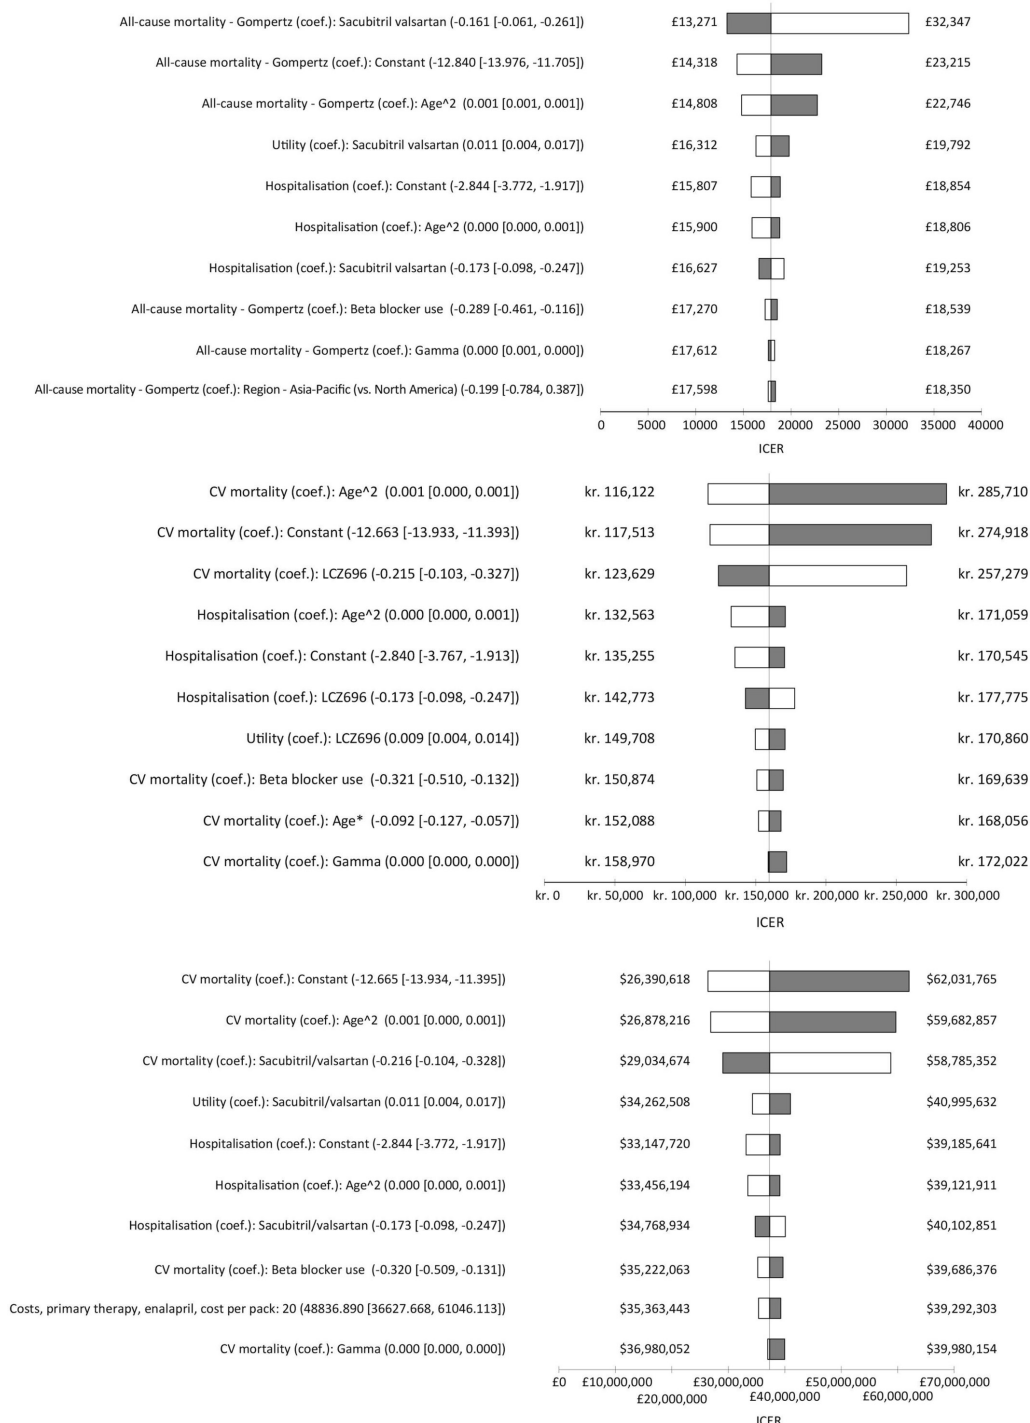 All-cause mortality - Gompertz (coef.): Sacubitril valsartan (-0.161 [-0.061, -0.261]) £13,271 £32,347
All-cause mortality - Gompertz (coef.): Constant (-12.840 [-13.976, -11.705]) £14,318 £23,215
All-cause mortality - Gompertz (coef.): Age^2 (0.001 [0.001, 0.001]) £14,808 £22,746
Utility (coef.): Sacubitril valsartan (0.011 [0.004, 0.017]) £16,312 £19,792
Hospitalisation (coef.): Constant (-2.844 [-3.772, -1.917]) £15,807 £18,854
Hospitalisation (coef.): Age^2 (0.000 [0.000, 0.001]) £15,900 £18,806
Hospitalisation (coef.): Sacubitril valsartan (-0.173 [-0.098, -0.247]) £16,627 £19,253
All-cause mortality - Gompertz (coef.): Beta blocker use (-0.289 [-0.461, -0.116]) £17,270 £18,539
All-cause mortality - Gompertz (coef.): Gamma (0.000 [0.001, 0.000]) £17,612 £18,267
All-cause mortality - Gompertz (coef.): Region - Asia-Pacific (vs. North America) (-0.199 [-0.784, 0.387]) £17,598 £18,350
0 5000 10000 15000 20000 25000 30000 35000 40000
ICER
CV mortality (coef.): Age^2 (0.001 [0.000, 0.001]) kr. 116,122 kr. 285,710
CV mortality (coef.): Constant (-12.663 [-13.933, -11.393]) kr. 117,513 kr. 274,918
CV mortality (coef.): LCZ696 (-0.215 [-0.103, -0.327]) kr. 123,629 kr. 257,279
Hospitalisation (coef.): Age^2 (0.000 [0.000, 0.001]) kr. 132,563 kr. 171,059
Hospitalisation (coef.): Constant (-2.840 [-3.767, -1.913]) kr. 135,255 kr. 170,545
Hospitalisation (coef.): LCZ696 (-0.173 [-0.098, -0.247]) kr. 142,773 kr. 177,775
Utility (coef.): LCZ696 (0.009 [0.004, 0.014]) kr. 149,708 kr. 170,860
CV mortality (coef.): Beta blocker use (-0.321 [-0.510, -0.132]) kr. 150,874 kr. 169,639
CV mortality (coef.): Age* (-0.092 [-0.127, -0.057]) kr. 152,088 kr. 168,056
CV mortality (coef.): Gamma (0.000 [0.000, 0.000]) kr. 158,970 kr. 172,022
kr. 0 kr. 50,000 kr. 100,000 kr. 150,000 kr. 200,000 kr. 250,000 kr. 300,000
ICER
CV mortality (coef.): Constant (-12.665 [-13.934, -11.395]) $26,390,618 $62,031,765
CV mortality (coef.): Age^2 (0.001 [0.000, 0.001]) $26,878,216 $59,682,857
CV mortality (coef.): Sacubitril/valsartan (-0.216 [-0.104, -0.328]) $29,034,674 $58,785,352
Utility (coef.): Sacubitril/valsartan (0.011 [0.004, 0.017]) $34,262,508 $40,995,632
Hospitalisation (coef.): Constant (-2.844 [-3.772, -1.917]) $33,147,720 $39,185,641
Hospitalisation (coef.): Age^2 (0.000 [0.000, 0.001]) $33,456,194 $39,121,911
Hospitalisation (coef.): Sacubitril/valsartan (-0.173 [-0.098, -0.247]) $34,768,934 $40,102,851
CV mortality (coef.): Beta blocker use (-0.320 [-0.509, -0.131]) $35,222,063 $39,686,376
Costs, primary therapy, enalapril, cost per pack: 20 (48836.890 [36627.668, 61046.113]) $35,363,443 $39,292,303
CV mortality (coef.): Gamma (0.000 [0.000, 0.000]) $36,980,052 $39,980,154
£0 £10,000,000 £30,000,000 £50,000,000 £70,000,000
£20,000,000 £40,000,000 £60,000,000
ICER